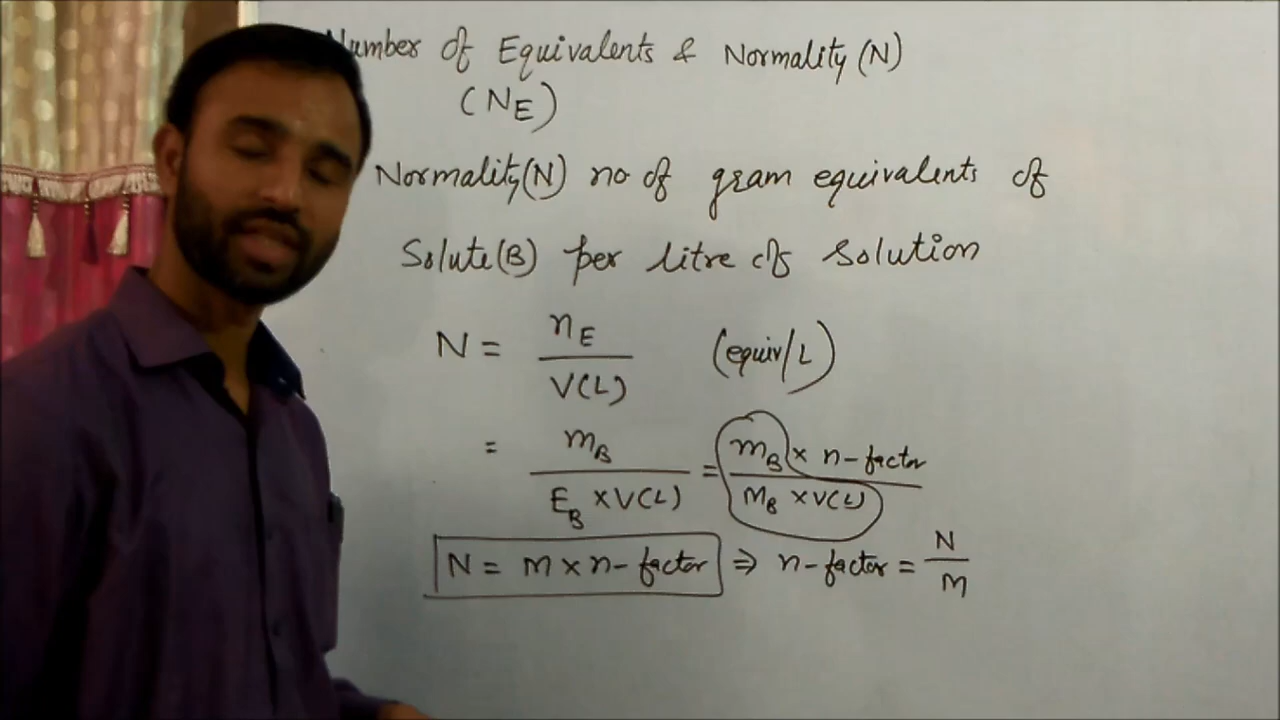 Number of Equivalents & Normality (N)
(NE)
Normality(N) no of gram equivalents of
Solute(B) per litre of Solution
N = nE / V(L) (equiv/L)
= mB / EB × V(L) = mB × n-factor / MB × V(L)
N = M × n-factor ⇒ n-factor = N / M